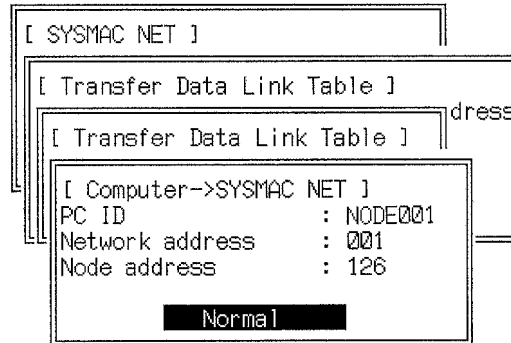 [ SYSMAC NET ]
[ Transfer Data Link Table ]
dress
[ Transfer Data Link Table ]
[ Computer->SYSMAC NET ]
PC ID : NODE001
Network address : 001
Node address : 126
Normal